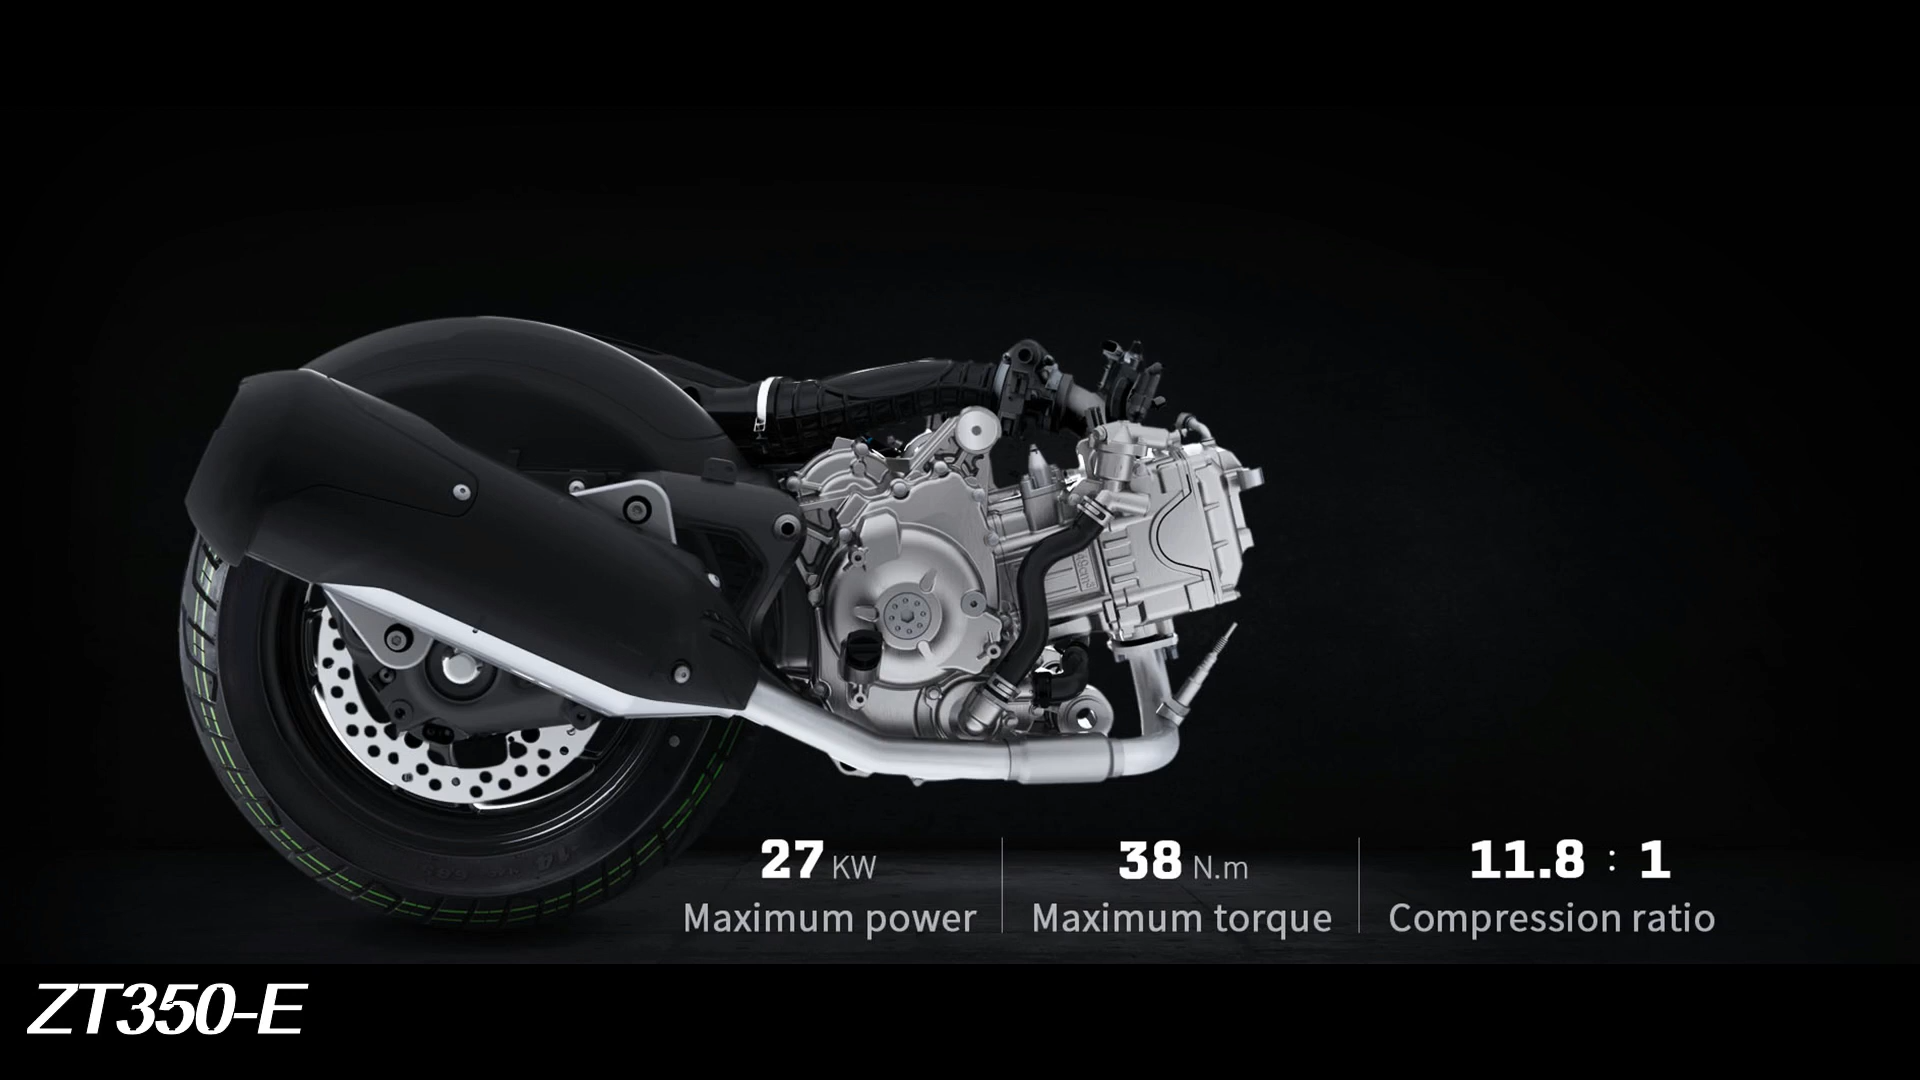 27 KW
Maximum power
38 N.m
Maximum torque
11.8 : 1
Compression ratio
ZT350-E